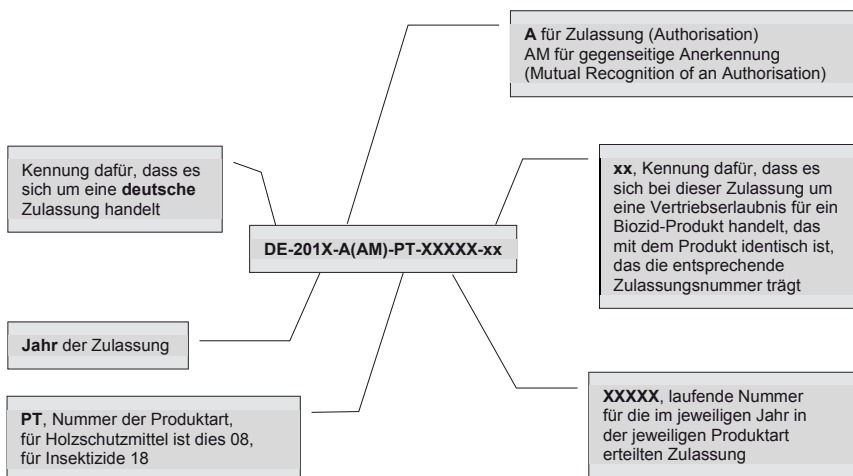 A für Zulassung (Authorisation)
AM für gegenseitige Anerkennung
(Mutual Recognition of an Authorisation)
Kennung dafür, dass es
sich um eine deutsche
Zulassung handelt
xx, Kennung dafür, dass es
sich bei dieser Zulassung um
eine Vertriebserlaubnis für ein
Biozid-Produkt handelt, das
mit dem Produkt identisch ist,
das die entsprechende
Zulassungsnummer trägt
DE-201X-A(AM)-PT-XXXXX-xx
Jahr der Zulassung
PT, Nummer der Produktart,
für Holzschutzmittel ist dies 08,
für Insektizide 18
XXXXX, laufende Nummer
für die im jeweiligen Jahr in
der jeweiligen Produktart
erteilten Zulassung